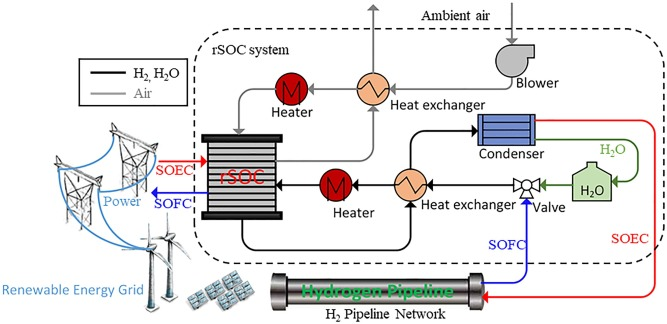 Ambient air
rSOC system
H₂, H₂O
Air
Blower
Heater
Heat exchanger
Condenser
H₂O
SOEC
rSOC
Power
SOFC
Heater
Heat exchanger
Valve
H₂O
SOFC
SOEC
Renewable Energy Grid
Hydrogen Pipeline
H₂ Pipeline Network